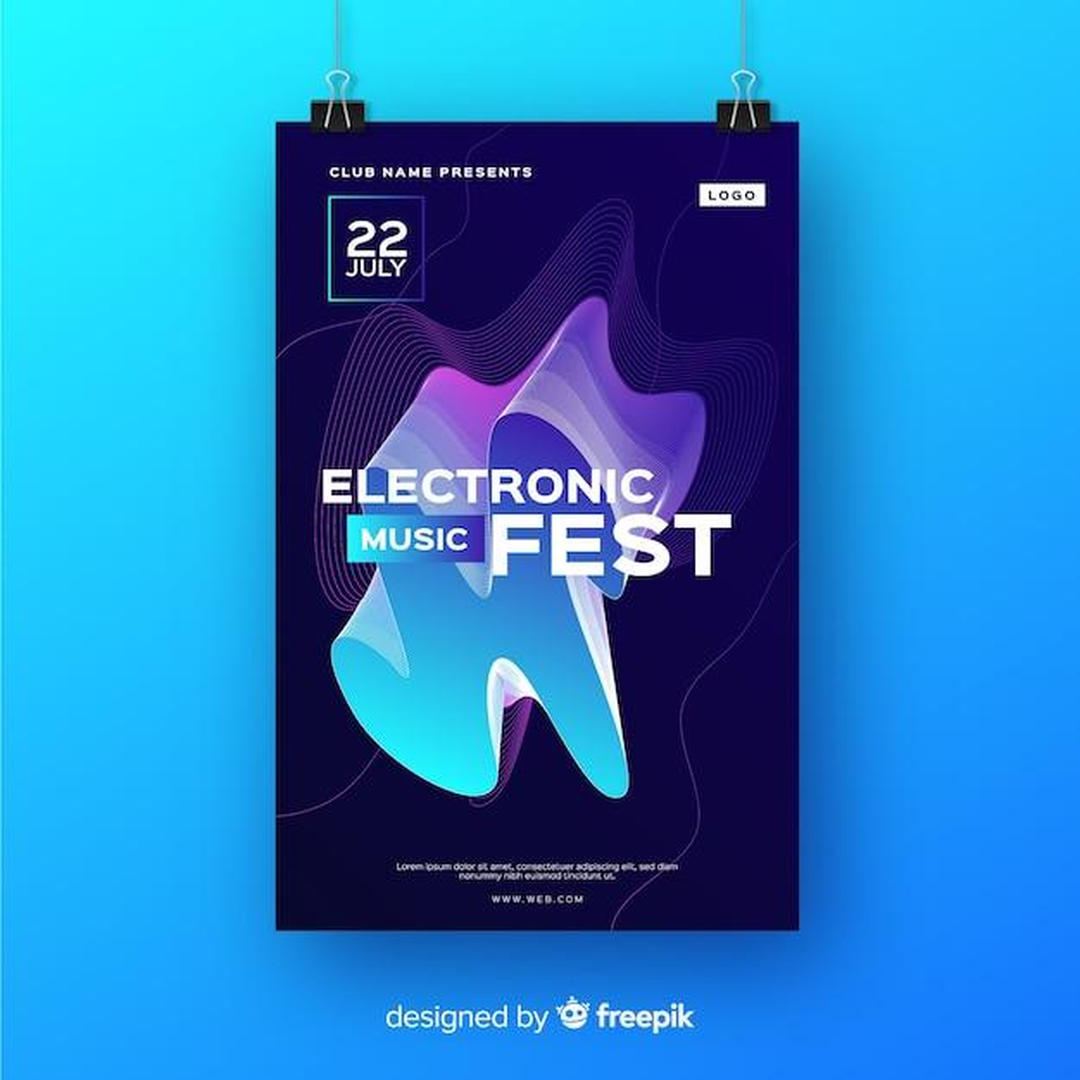 CLUB NAME PRESENTS
LOGO
22
JULY
ELECTRONIC
MUSIC FEST
Lorem ipsum dolor sit amet, consectetuer adipiscing elit, sed diam
nonummy nibh euismod tincidunt ut.
WWW.WEB.COM
designed by freepik